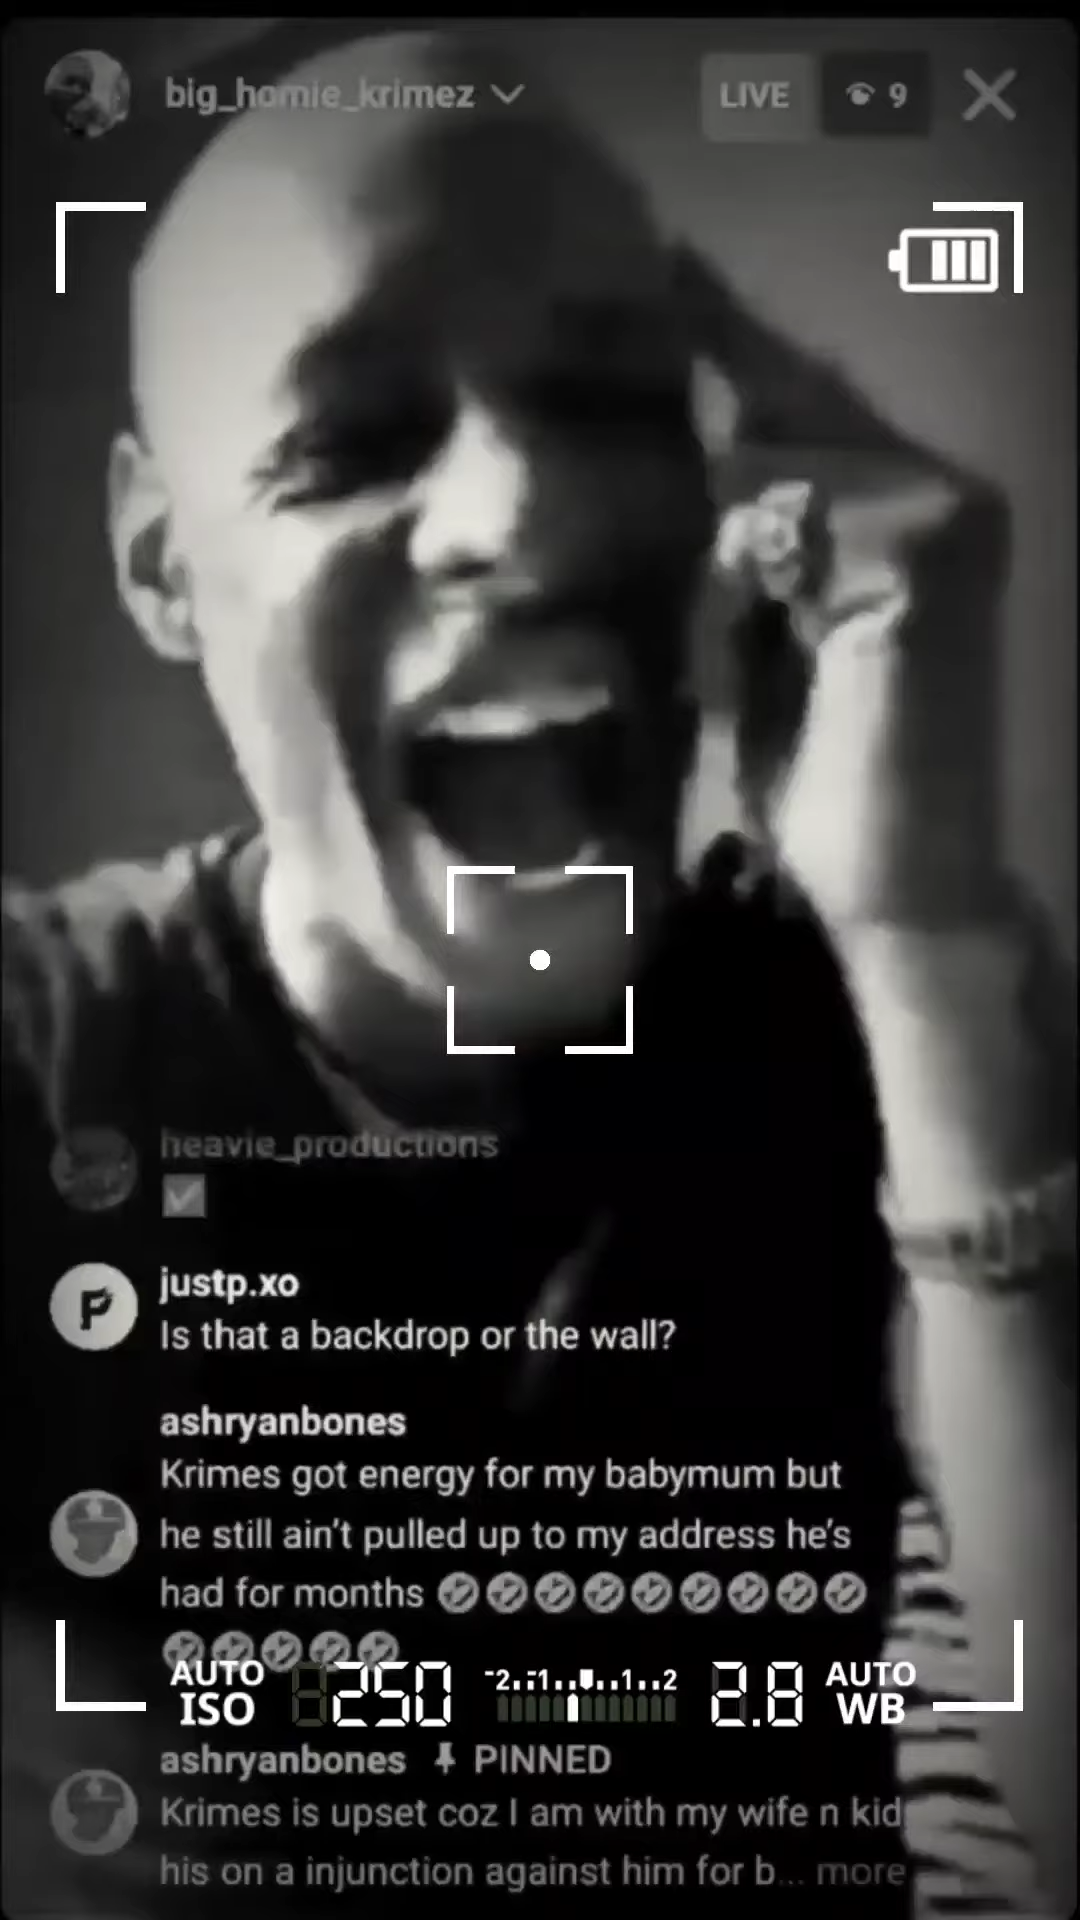 big_homie_krimez
LIVE
9
heavie_productions
justp.xo
Is that a backdrop or the wall?
ashryanbones
Krimes got energy for my babymum but
he still ain't pulled up to my address he's
had for months 🤣🤣🤣🤣🤣🤣🤣🤣🤣
🤣🤣🤣🤣🤣
AUTO
ISO
250
-2..-1......1...2
2.8
AUTO
WB
ashryanbones PINNED
Krimes is upset coz I am with my wife n kid
his on a injunction against him for b... more